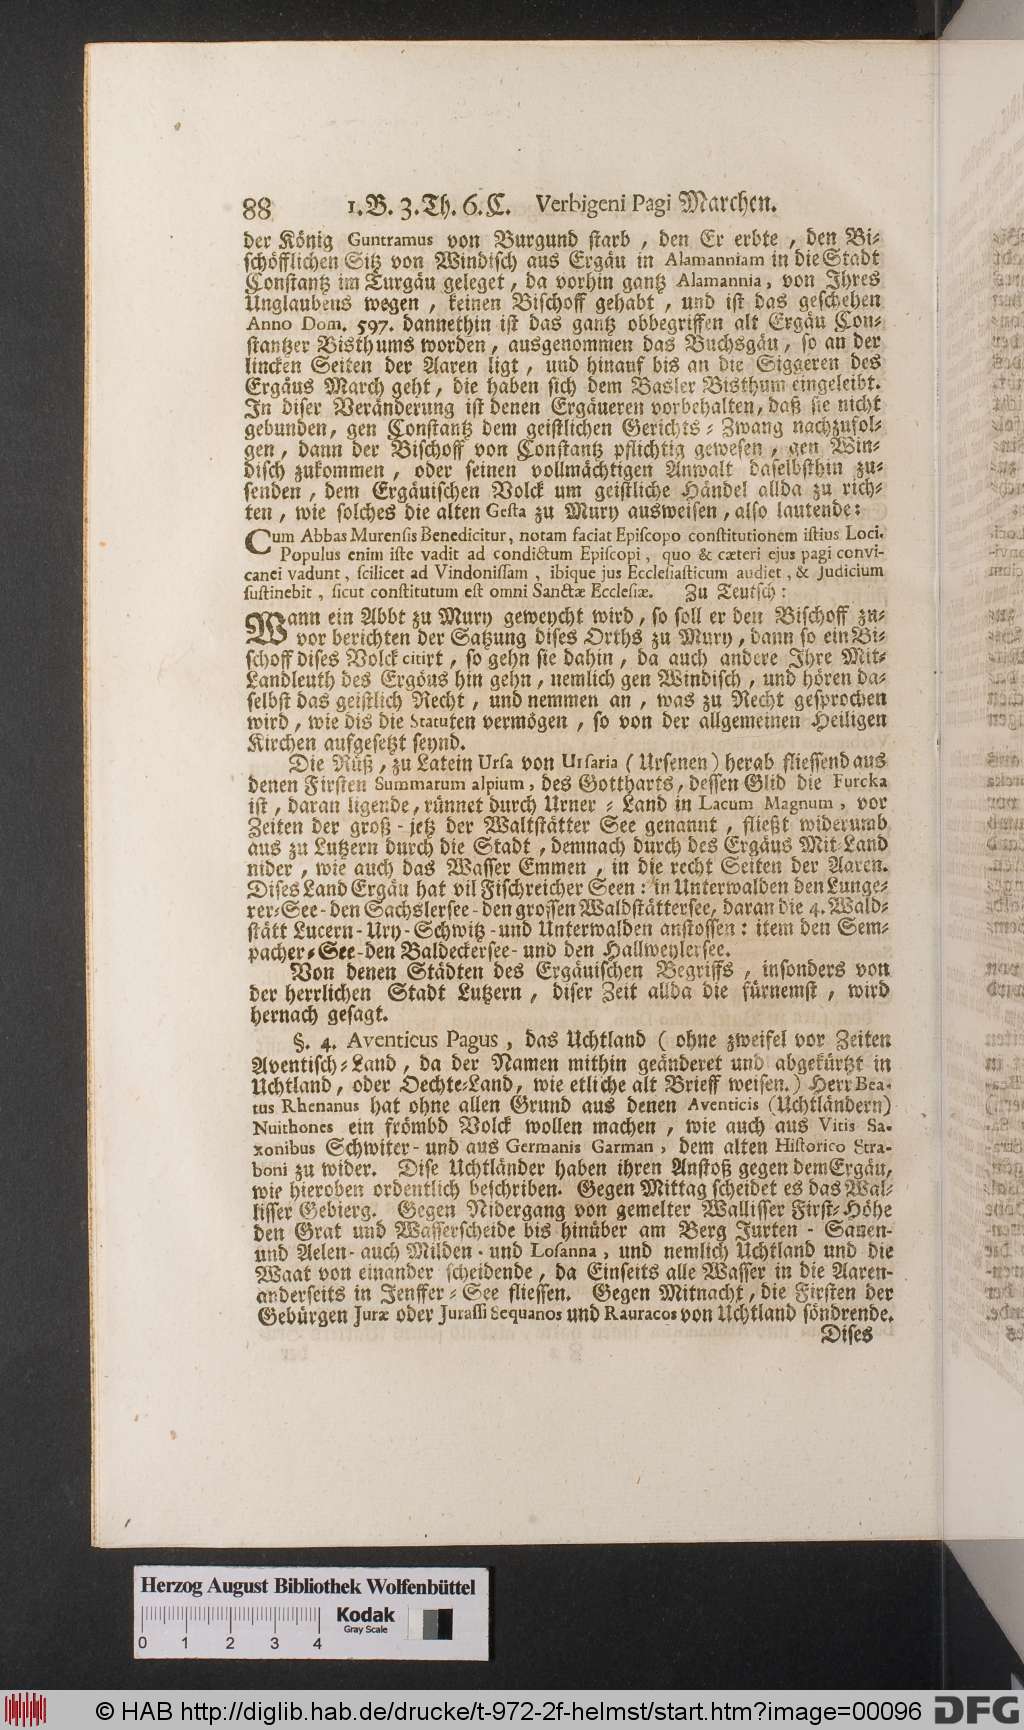 88 1. B. 3. Th. 6. C. Verbigeni Pagi Marchen.
der König Guntramus von Burgund starb, den Er erbte, den Bi-
schöfflichen Sitz von Windisch aus Ergäu in Alamanniam in die Stadt
Constantz im Turgäu geleget, da vorhin gantz Alamannia, von Ihres
Unglaubens wegen, keinen Bischoff gehabt, und ist das geschehen
Anno Dom. 597. dannethin ist das gantz obbegriffen alt Ergäu Con-
stantzer Bisthums worden, ausgenommen das Buchsgäu, so an der
lincken Seiten der Aaren ligt, und hinauf bis an die Siggeren des
Ergäus March geht, die haben sich dem Basler Bisthum eingeleibt.
In diser Veränderung ist denen Ergäueren vorbehalten, daß sie nicht
gebunden, gen Constantz dem geistlichen Gerichts-Zwang nachzufol-
gen, dann der Bischoff von Constantz pflichtig gewesen, gen Win-
disch zukommen, oder seinen vollmächtigen Anwalt daselbsthin zu-
senden, dem Ergäuischen Volck um geistliche Händel allda zu rich-
ten, wie solches die alten Gesta zu Mury ausweisen, also lautende:
Cum Abbas Murensis Benedicitur, notam faciat Episcopo constitutionem istius Loci.
Populus enim iste vadit ad condictum Episcopi, quo & cæteri ejus pagi convi-
canei vadunt, scilicet ad Vindonissam, ibique jus Ecclesiasticum audiet, & Judicium
sustinebit, sicut constitutum est omni Sanctæ Ecclesiæ. Zu Teutsch:
Wann ein Abbt zu Mury geweycht wird, so soll er den Bischoff zu-
vor berichten der Satzung dises Orths zu Mury, dann so ein Bi-
schoff dises Volck citirt, so gehn sie dahin, da auch andere Ihre Mit-
Landleuth des Ergöus hin gehn, nemlich gen Windisch, und hören da-
selbst das geistlich Recht, und nemmen an, was zu Recht gesprochen
wird, wie dis die Statuten vermögen, so von der allgemeinen Heiligen
Kirchen aufgesetzt seynd.
Die Rüß, zu Latein Ursa von Ursaria (Ursenen) herab fliessend aus
denen Firsten Summarum alpium, des Gottharts, dessen Glid die Furcka
ist, daran ligende, rünnet durch Urner-Land in Lacum Magnum, vor
Zeiten der groß-jetz der Waltstätter See genannt, fließt widerumb
aus zu Lutzern durch die Stadt, demnach durch des Ergäus Mit Land
nider, wie auch das Wasser Emmen, in die recht Seiten der Aaren.
Dises Land Ergäu hat vil Fischreicher Seen: in Unterwalden den Lunge-
rer-See-den Sachslersee-den grossen Waldstättersee, daran die 4. Wald-
stätt Lucern-Ury-Schwitz-und Unterwalden anstossen: item den Sem-
pacher-See-den Baldeckersee-und den Hallweylersee.
Von denen Städten des Ergäuischen Begriffs, insonders von
der herrlichen Stadt Lutzern, diser Zeit allda die fürnemst, wird
hernach gesagt.
§. 4. Aventicus Pagus, das Uchtland (ohne zweifel vor Zeiten
Aventisch-Land, da der Namen mithin geänderet und abgekürtzt in
Uchtland, oder Oechte-Land, wie etliche alt Brieff weisen.) Herr Bea-
tus Rhenanus hat ohne allen Grund aus denen Aventicis (Uchtländern)
Nuithones ein frömbd Volck wollen machen, wie auch aus Vitis Sa-
xonibus Schwiter-und aus Germanis Garman, dem alten Historico Stra-
boni zu wider. Dise Uchtländer haben ihren Anstoß gegen dem Ergäu,
wie hieroben ordentlich beschriben. Gegen Mittag scheidet es das Wal-
lisser Gebierg. Gegen Nidergang von gemelter Wallisser First-Höhe
den Grat und Wasserscheide bis hinüber am Berg Jurten-Sanen-
und Aelen-auch Milden-und Losanna, und nemlich Uchtland und die
Waat von einander scheidende, da Einseits alle Wasser in die Aaren-
anderseits in Jenffer-See fliessen. Gegen Mitnacht, die Firsten der
Gebürgen Juræ oder Jurassi Sequanos und Rauracos von Uchtland söndrende.
Dises
Herzog August Bibliothek Wolfenbüttel
Kodak
Gray Scale
0 1 2 3 4
© HAB http://diglib.hab.de/drucke/t-972-2f-helmst/start.htm?image=00096 DFG